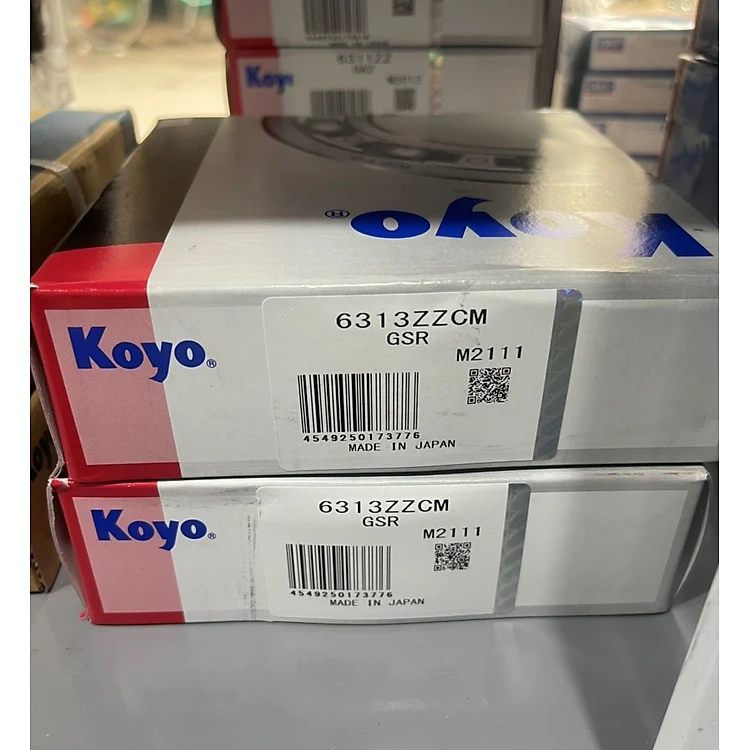 6311ZZ
Koyo
Koyo®
6313ZZCM
GSR
Koyo®
M2111
4549250173776
MADE IN JAPAN
6313ZZCM
GSR
Koyo®
M2111
4549250173776
MADE IN JAPAN